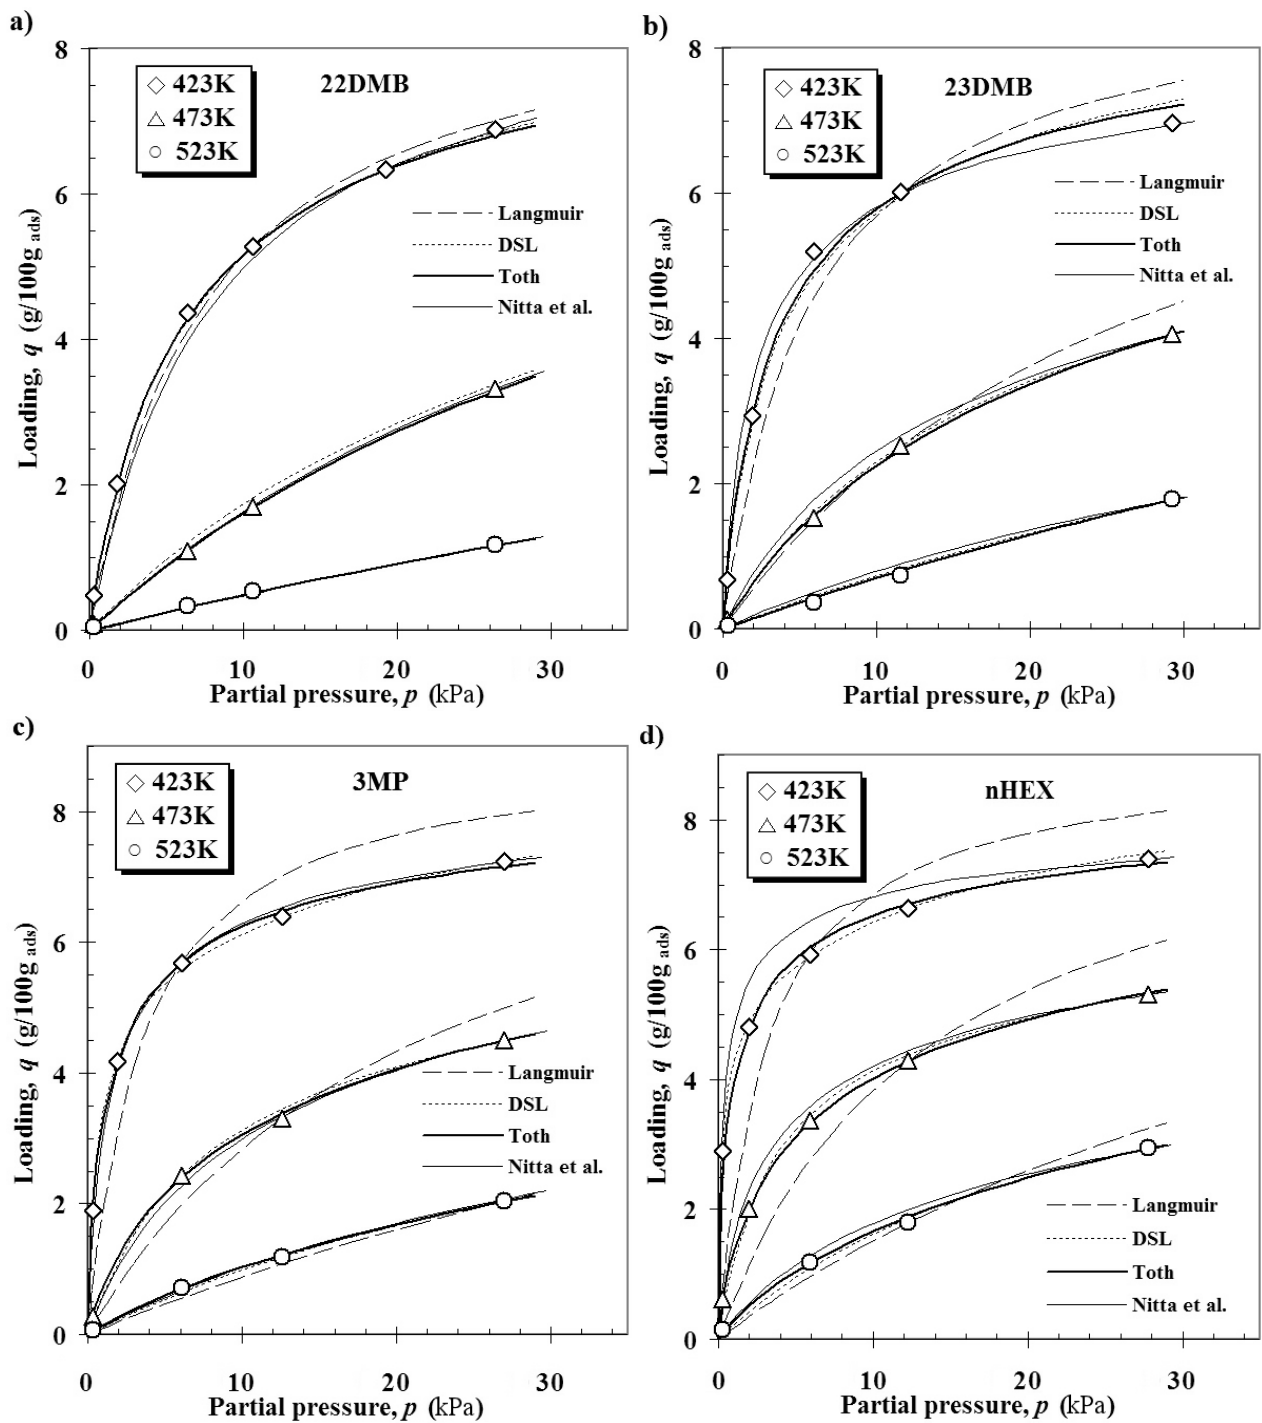 a)
8
6
4
2
0
Loading, q (g/100g ads)
423K
473K
523K
22DMB
Langmuir
DSL
Toth
Nitta et al.
0 10 20 30
Partial pressure, p (kPa)
b)
8
6
4
2
0
Loading, q (g/100g ads)
423K
473K
523K
23DMB
Langmuir
DSL
Toth
Nitta et al.
0 10 20 30
Partial pressure, p (kPa)
c)
8
6
4
2
0
Loading, q (g/100g ads)
423K
473K
523K
3MP
Langmuir
DSL
Toth
Nitta et al.
0 10 20 30
Partial pressure, p (kPa)
d)
8
6
4
2
0
Loading, q (g/100g ads)
423K
473K
523K
nHEX
Langmuir
DSL
Toth
Nitta et al.
0 10 20 30
Partial pressure, p (kPa)